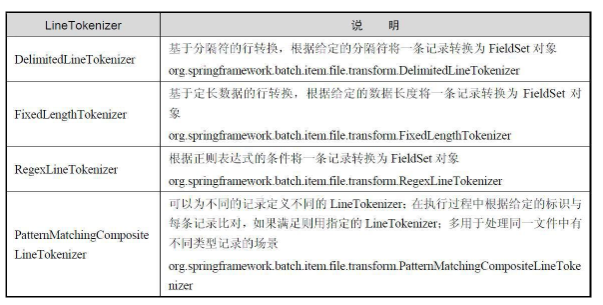 LineTokenizer 说 明
DelimitedLineTokenizer
基于分隔符的行转换，根据给定的分隔符将一条记录转换为 FieldSet 对象
org.springframework.batch.item.file.transform.DelimitedLineTokenizer
FixedLengthTokenizer
基于定长数据的行转换，根据给定的数据长度将一条记录转换为 FieldSet 对
象
org.springframework.batch.item.file.transform.FixedLengthTokenizer
RegexLineTokenizer
根据正则表达式的条件将一条记录转换为 FieldSet 对象
org.springframework.batch.item.file.transform.RegexLineTokenizer
PatternMatchingComposite
LineTokenizer
可以为不同的记录定义不同的 LineTokenizer；在执行过程中根据给定的标识与
每条记录比对，如果满足则用指定的 LineTokenizer；多用于处理同一文件中有
不同类型记录的场景
org.springframework.batch.item.file.transform.PatternMatchingCompositeLineToke
nizer